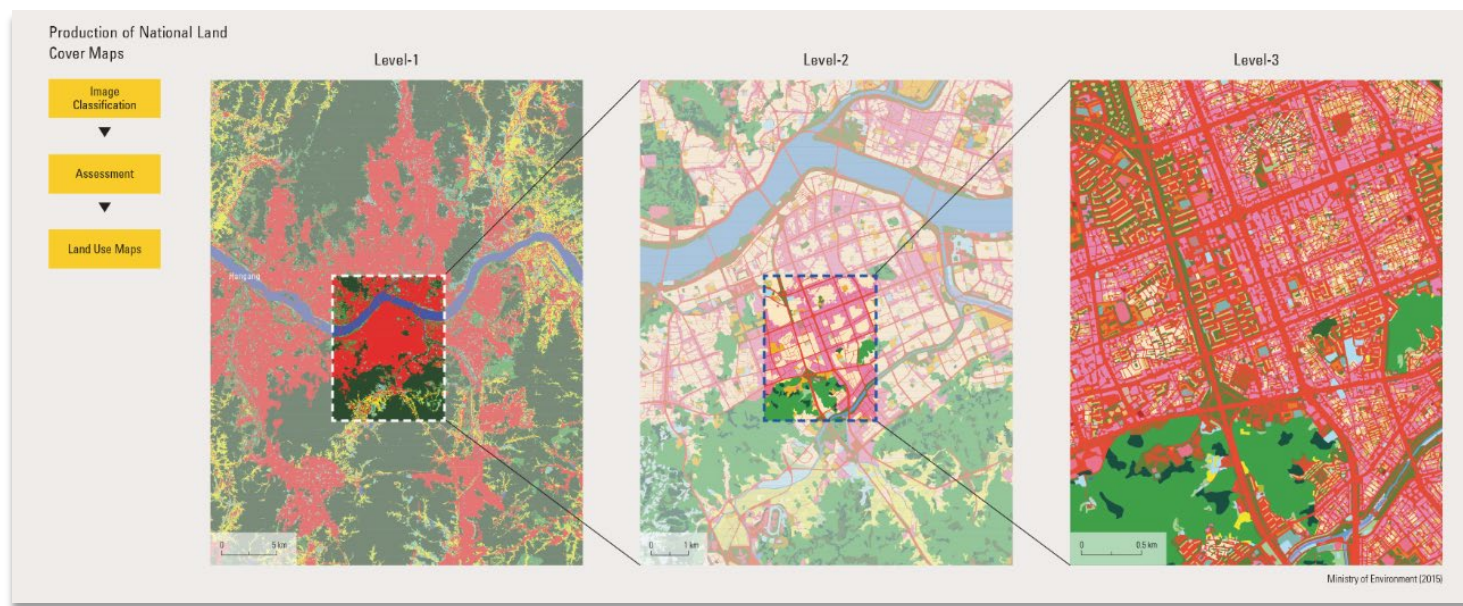 Production of National Land
Cover Maps
Image
Classification
Assessment
Land Use Maps
Level-1
Hangang
0 5 km
Level-2
0 1 km
Level-3
0 0.5 km
Ministry of Environment (2015)